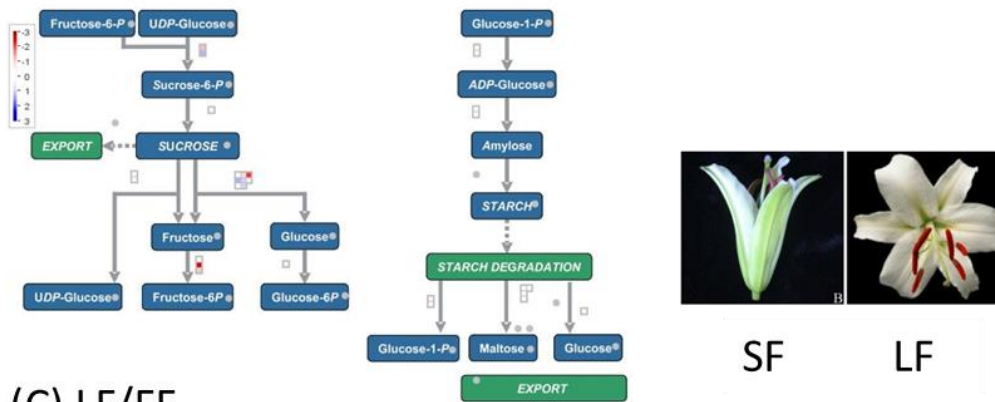 -3
-2
-1
0
1
2
3
Fructose-6-P UDP-Glucose
Sucrose-6-P
EXPORT SUCROSE
Fructose Glucose
UDP-Glucose Fructose-6P Glucose-6P
Glucose-1-P
ADP-Glucose
Amylose
STARCH
STARCH DEGRADATION
Glucose-1-P Maltose Glucose
EXPORT
B
SF LF